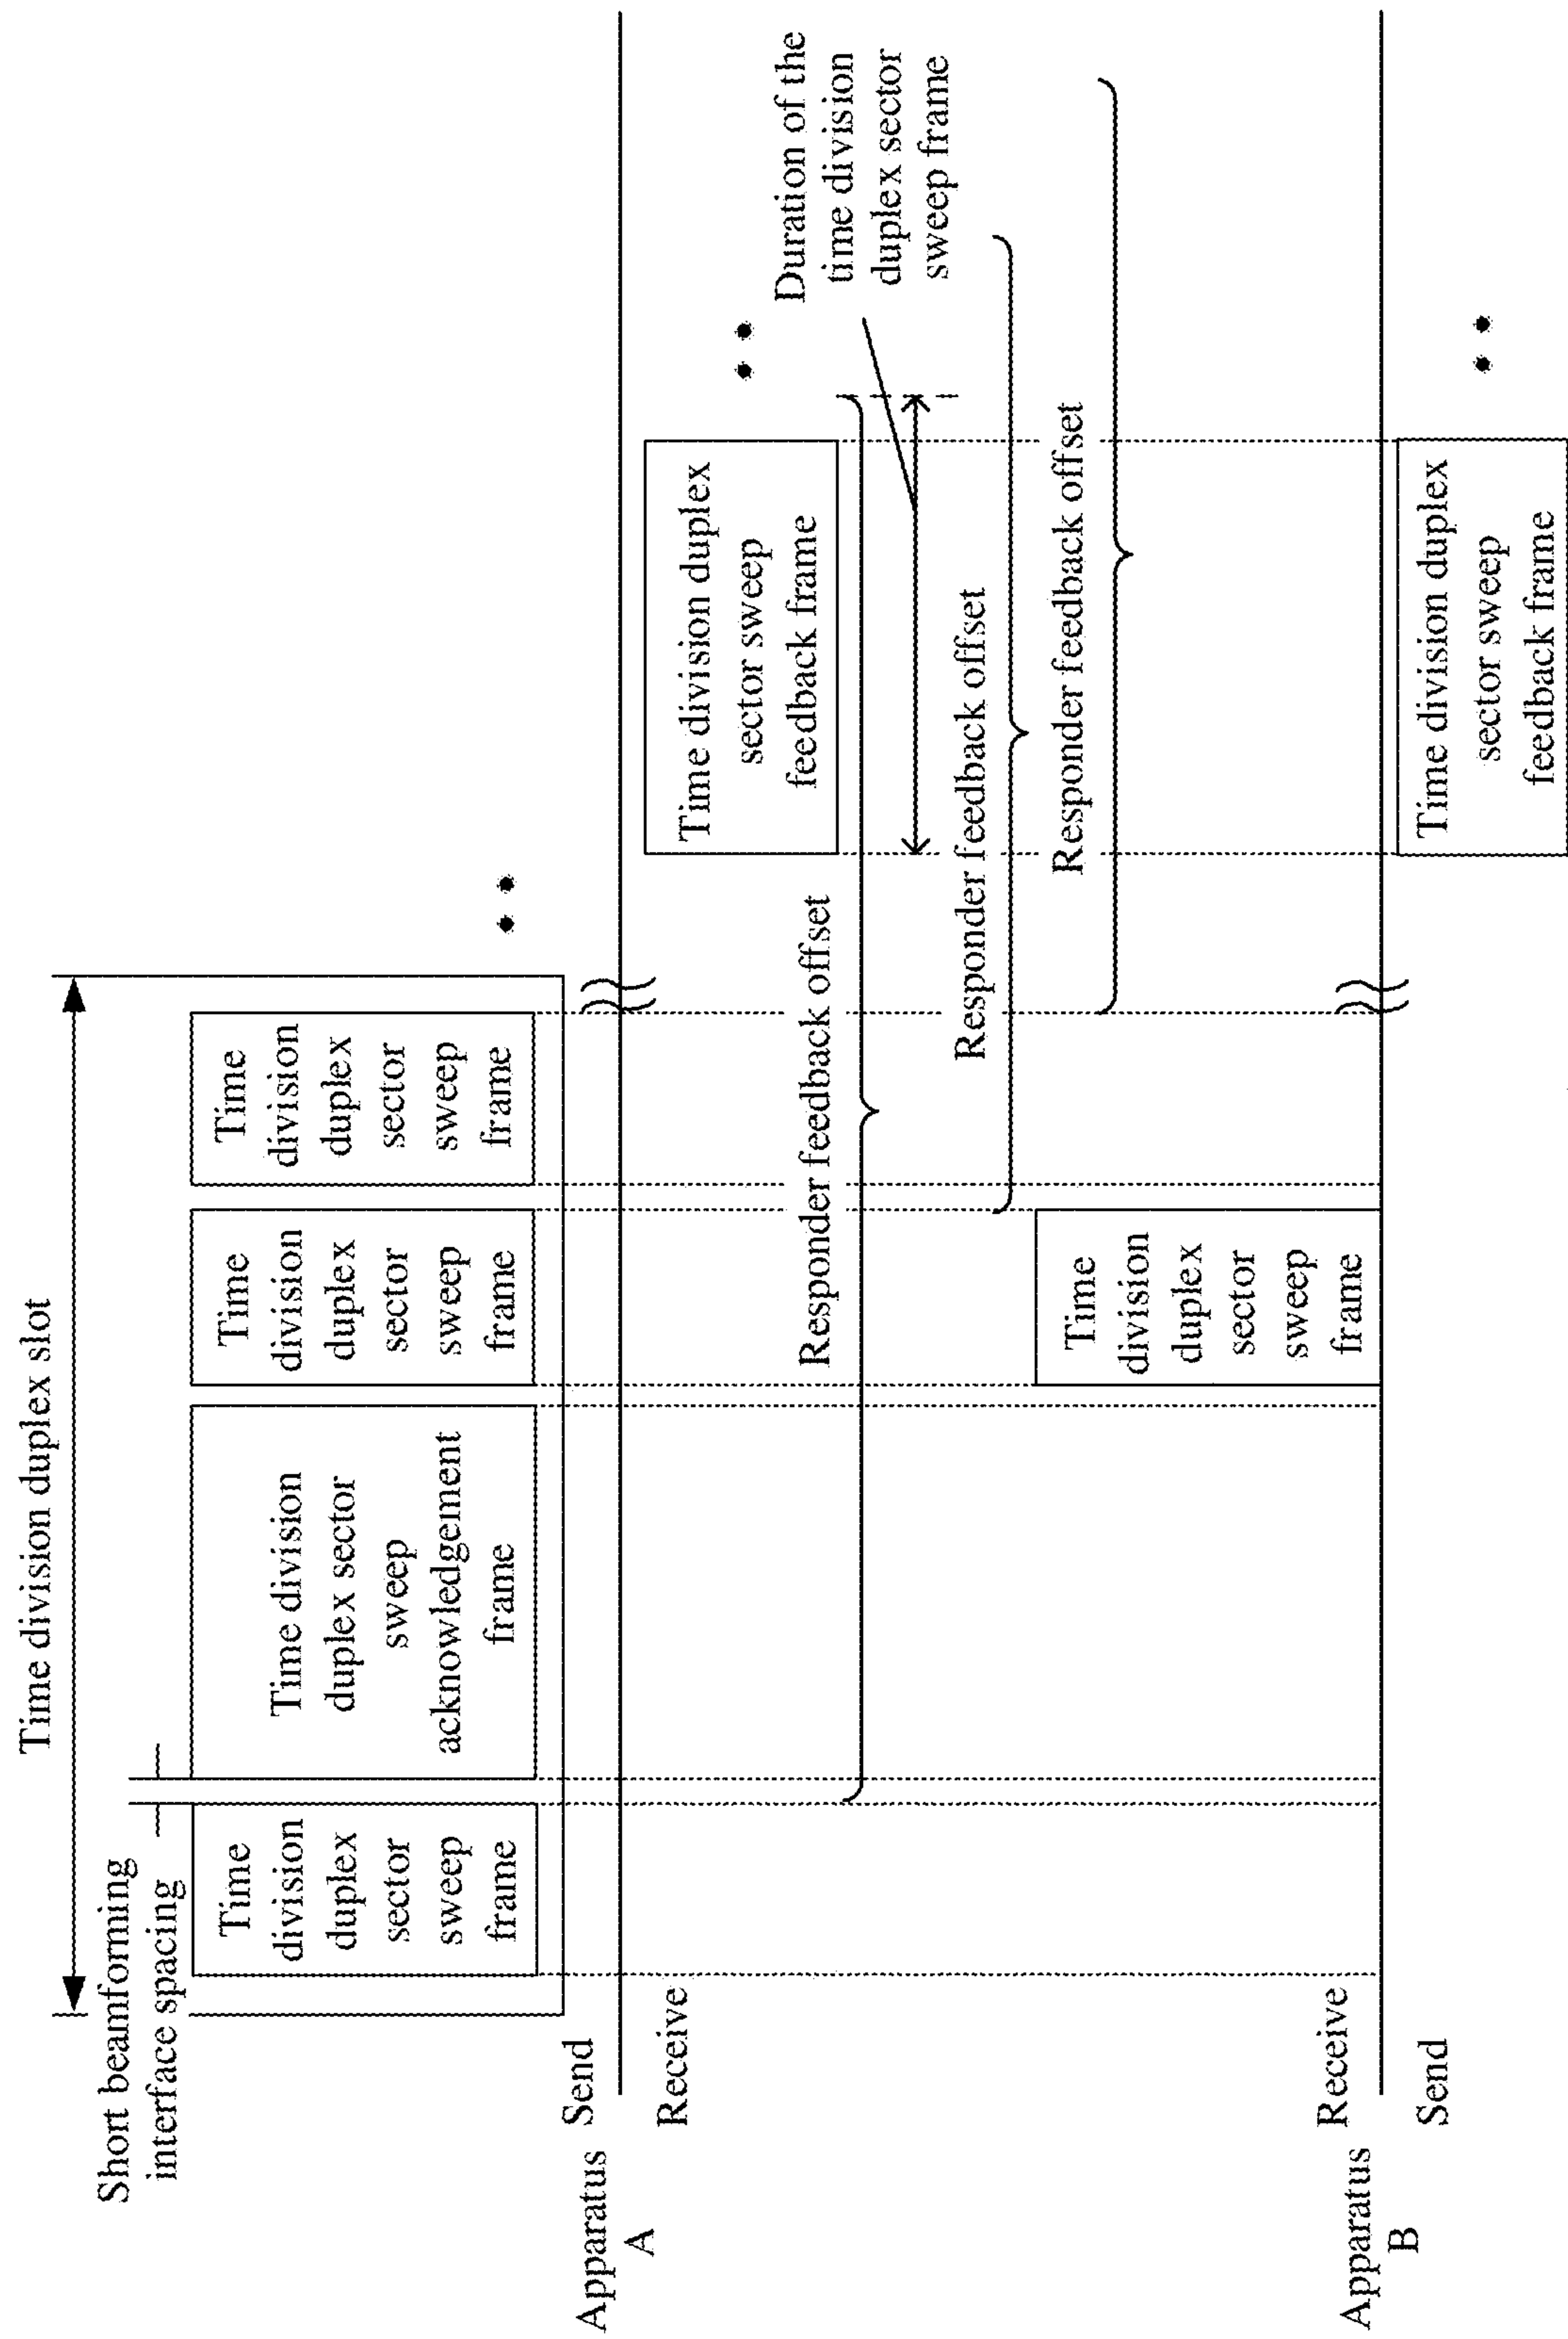 Time division duplex slot
Short beamforming
interface spacing
Time
division
duplex
sector
sweep
frame
Time division
duplex sector
sweep
acknowledgement
frame
Time
division
duplex
sector
sweep
frame
Time
division
duplex
sector
sweep
frame
Apparatus
A
Send
Receive
Time division duplex
sector sweep
feedback frame
Duration of the
time division
duplex sector
sweep frame
Responder feedback offset
Responder feedback offset
Responder feedback offset
Time
division
duplex
sector
sweep
frame
Apparatus
B
Receive
Send
Time division duplex
sector sweep
feedback frame